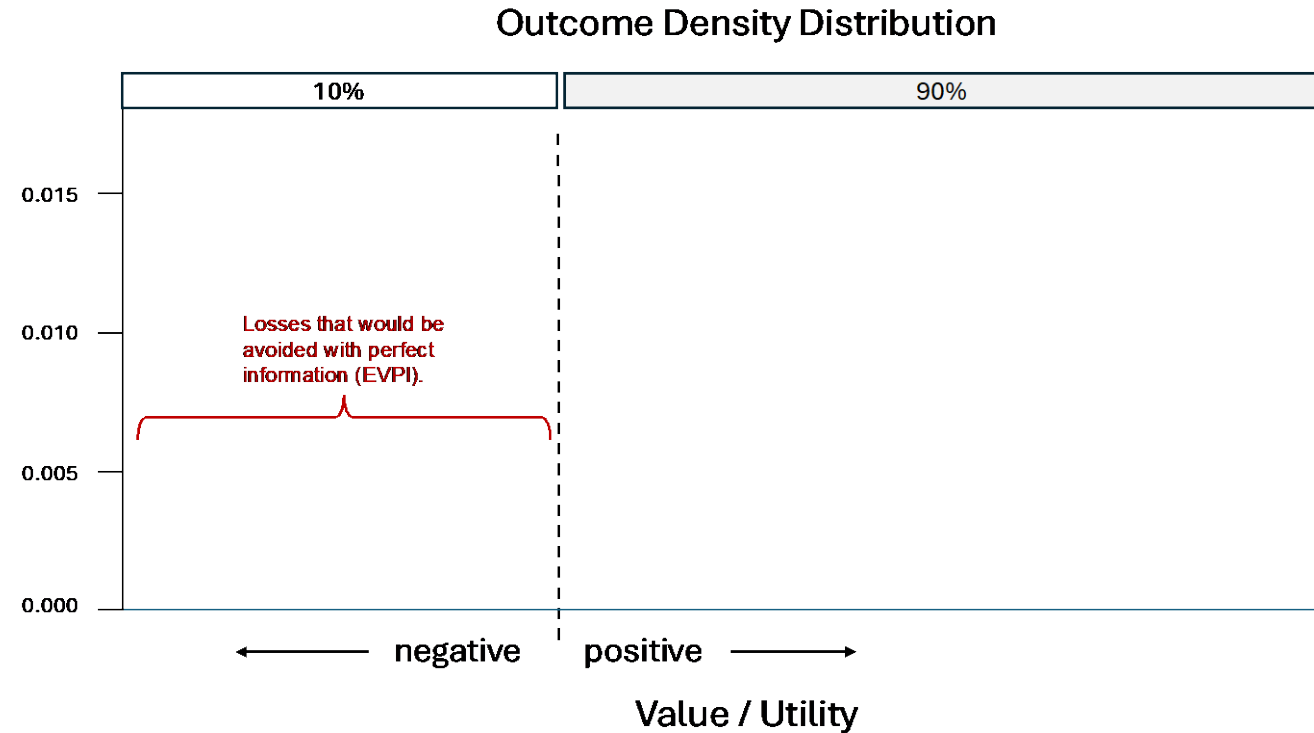 Outcome Density Distribution
10%
90%
0.015
0.010
0.005
0.000
Losses that would be
avoided with perfect
information (EVPI).
negative
positive
Value / Utility